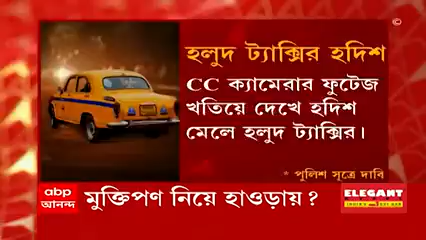 ©
হলুদ ট্যাক্সির হদিশ
CC ক্যামেরার ফুটেজ
খতিয়ে দেখে হদিশ
মেলে হলুদ ট্যাক্সির।
* পুলিশ সূত্রে দাবি
abp
আনন্দ
মুক্তিপণ নিয়ে হাওড়ায় ?
ELEGANT